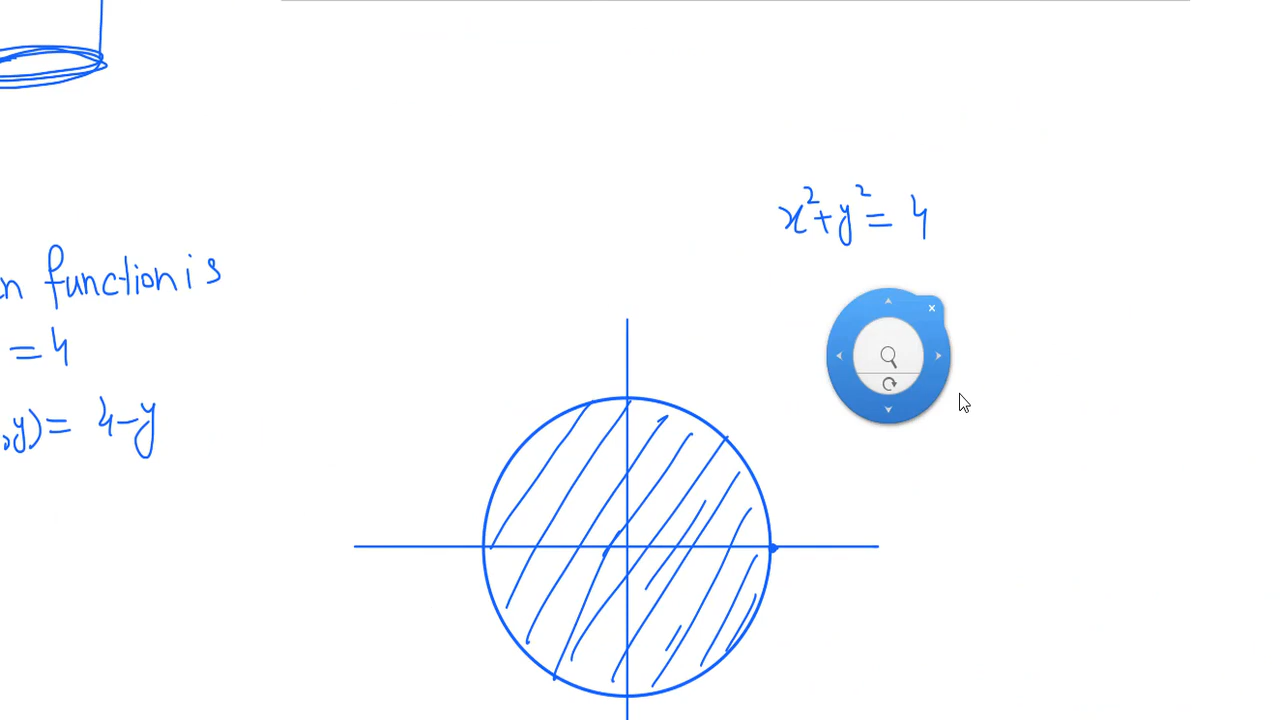 x²+y²= 4
function is
= 4
y)= 4-y